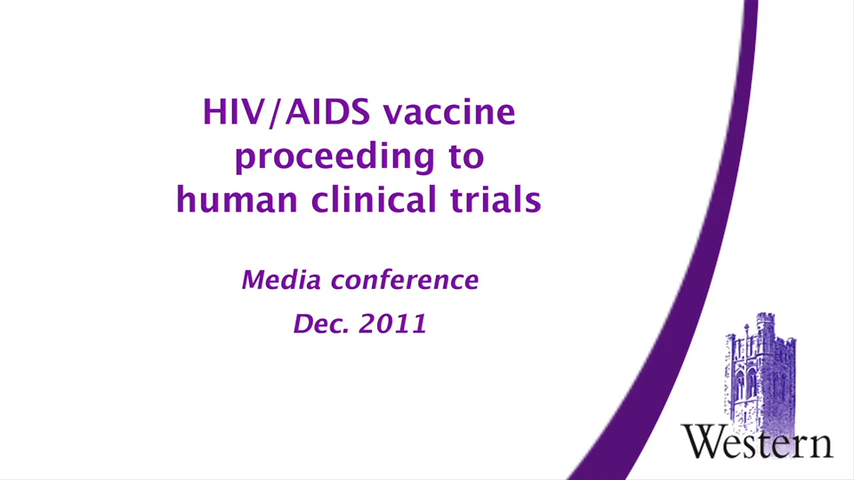 HIV/AIDS vaccine
proceeding to
human clinical trials
Media conference
Dec. 2011
Western